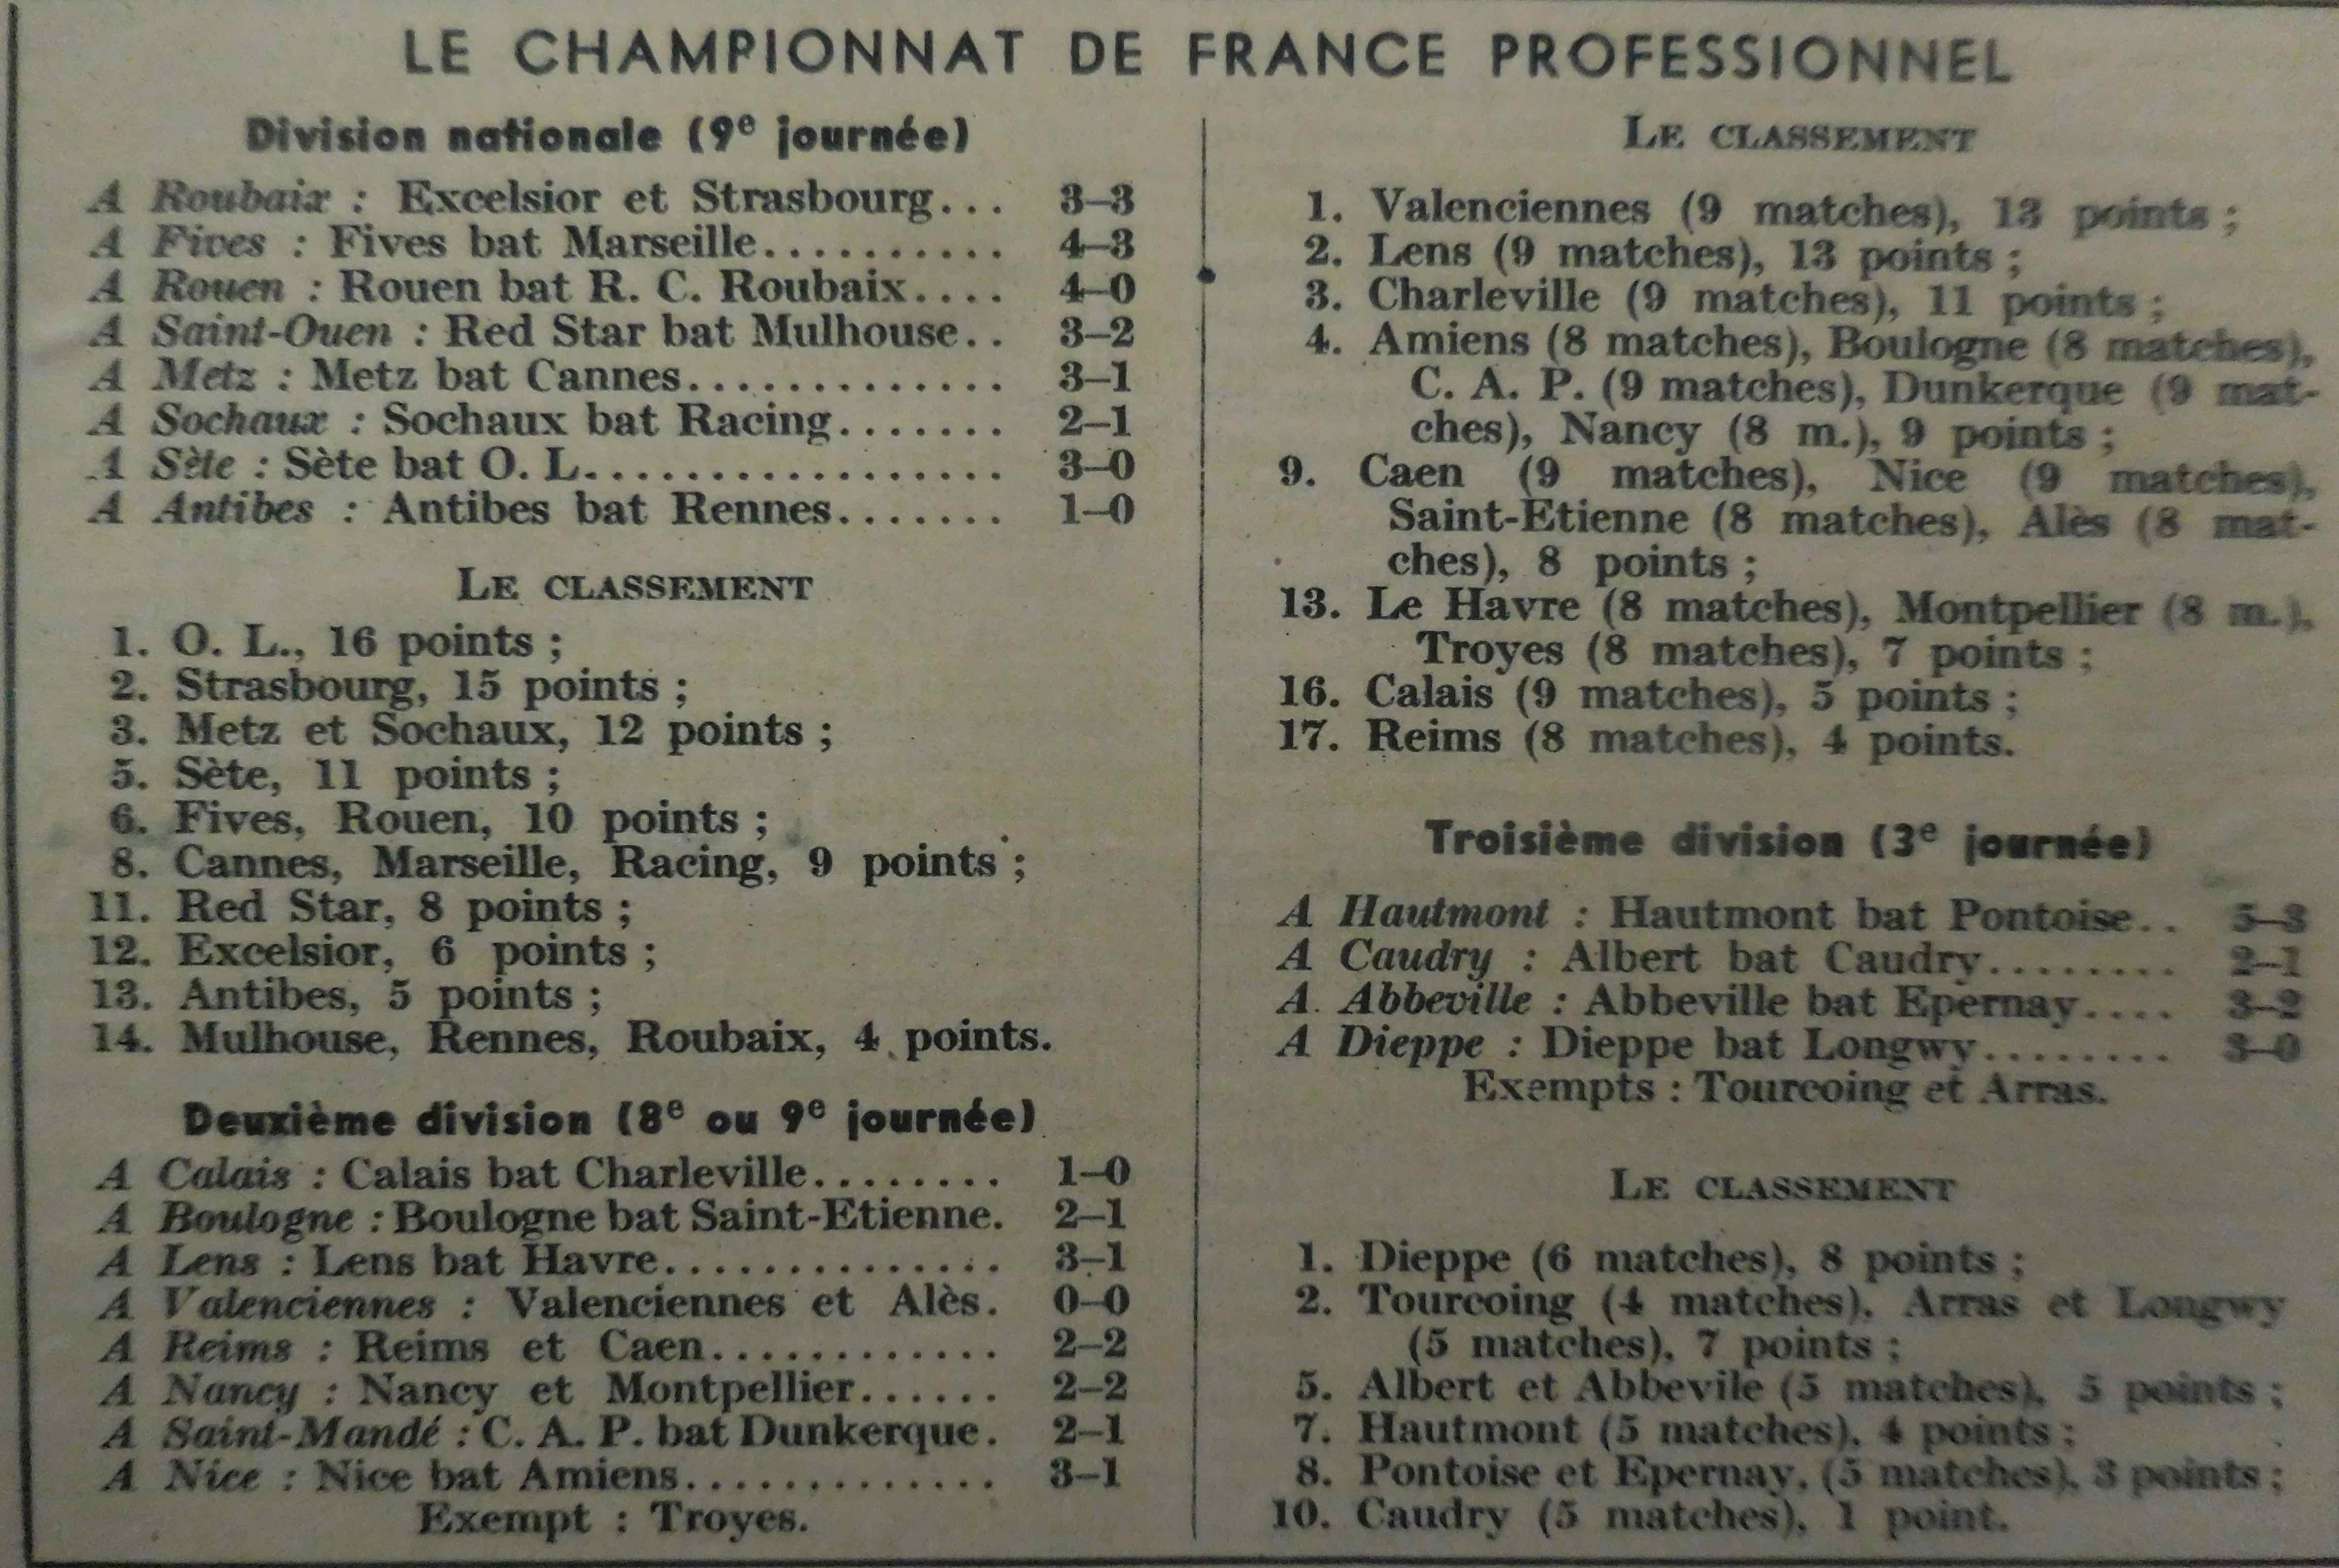 LE CHAMPIONNAT DE FRANCE PROFESSIONNEL
Division nationale (9e journée)
A Roubaix : Excelsior et Strasbourg... 3–3
A Fives : Fives bat Marseille.......... 4–3
A Rouen : Rouen bat R. C. Roubaix.... 4–0
A Saint-Ouen : Red Star bat Mulhouse.. 3–2
A Metz : Metz bat Cannes............. 3–1
A Sochaux : Sochaux bat Racing....... 2–1
A Sète : Sète bat O. L.................. 3–0
A Antibes : Antibes bat Rennes....... 1–0
LE CLASSEMENT
1. O. L., 16 points ;
2. Strasbourg, 15 points ;
3. Metz et Sochaux, 12 points ;
5. Sète, 11 points ;
6. Fives, Rouen, 10 points ;
8. Cannes, Marseille, Racing, 9 points ;
11. Red Star, 8 points ;
12. Excelsior, 6 points ;
13. Antibes, 5 points ;
14. Mulhouse, Rennes, Roubaix, 4 points.
Deuxième division (8e ou 9e journée)
A Calais : Calais bat Charleville........ 1–0
A Boulogne : Boulogne bat Saint-Etienne. 2–1
A Lens : Lens bat Havre.............. 3–1
A Valenciennes : Valenciennes et Alès. 0–0
A Reims : Reims et Caen............. 2–2
A Nancy : Nancy et Montpellier...... 2–2
A Saint-Mandé : C. A. P. bat Dunkerque. 2–1
A Nice : Nice bat Amiens............. 3–1
Exempt : Troyes.
LE CLASSEMENT
1. Valenciennes (9 matches), 13 points ;
2. Lens (9 matches), 13 points ;
3. Charleville (9 matches), 11 points ;
4. Amiens (8 matches), Boulogne (8 matches),
C. A. P. (9 matches), Dunkerque (9 mat-
ches), Nancy (8 m.), 9 points ;
9. Caen (9 matches), Nice (9 matches),
Saint-Etienne (8 matches), Alès (8 mat-
ches), 8 points ;
13. Le Havre (8 matches), Montpellier (8 m.),
Troyes (8 matches), 7 points ;
16. Calais (9 matches), 5 points ;
17. Reims (8 matches), 4 points.
Troisième division (3e journée)
A Hautmont : Hautmont bat Pontoise.. 5–3
A Caudry : Albert bat Caudry........ 2–1
A Abbeville : Abbeville bat Epernay.... 3–2
A Dieppe : Dieppe bat Longwy........ 3–0
Exempts : Tourcoing et Arras.
LE CLASSEMENT
1. Dieppe (6 matches), 8 points ;
2. Tourcoing (4 matches), Arras et Longwy
(5 matches), 7 points ;
5. Albert et Abbevile (5 matches), 5 points ;
7. Hautmont (5 matches), 4 points ;
8. Pontoise et Epernay, (5 matches), 3 points ;
10. Caudry (5 matches), 1 point.